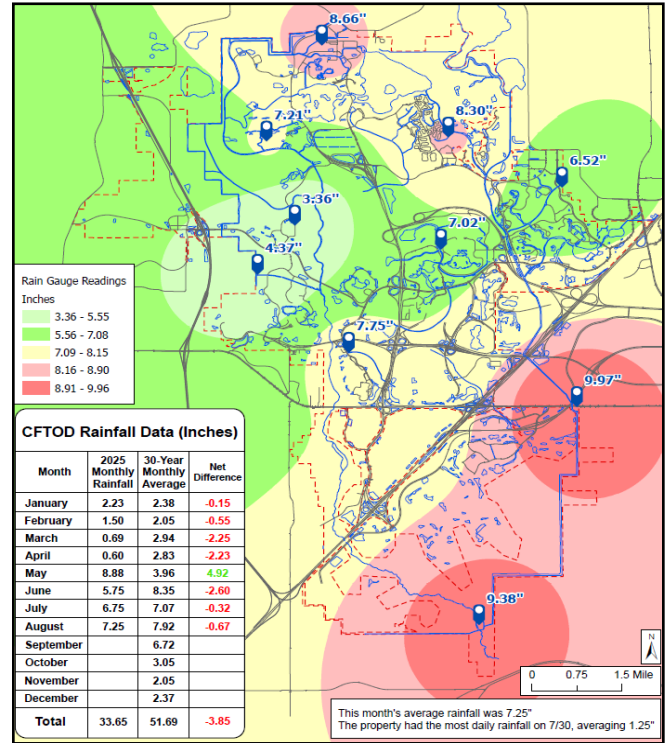 8.66"
7.21"
8.30"
6.52"
3.36"
7.02"
4.37"
7.75"
9.97"
9.38"
Rain Gauge Readings
Inches
3.36 - 5.55
5.56 - 7.08
7.09 - 8.15
8.16 - 8.90
8.91 - 9.96
CFTOD Rainfall Data (Inches)
Month 2025 Monthly Rainfall 30-Year Monthly Average Net Difference
January 2.23 2.38 -0.15
February 1.50 2.05 -0.55
March 0.69 2.94 -2.25
April 0.60 2.83 -2.23
May 8.88 3.96 4.92
June 5.75 8.35 -2.60
July 6.75 7.07 -0.32
August 7.25 7.92 -0.67
September 6.72
October 3.05
November 2.05
December 2.37
Total 33.65 51.69 -3.85
N
0 0.75 1.5 Mile
This month's average rainfall was 7.25"
The property had the most daily rainfall on 7/30, averaging 1.25"